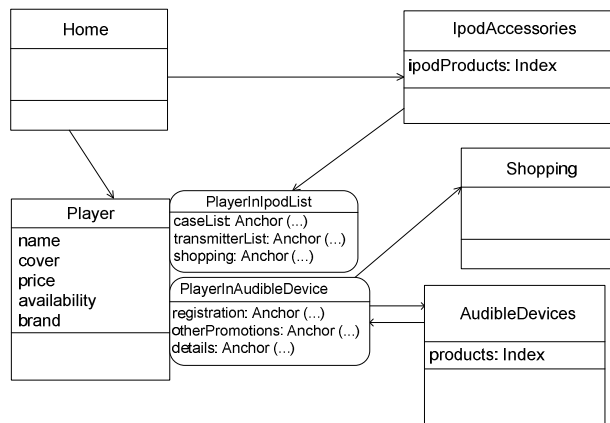 Home
IpodAccessories
ipodProducts: Index
Shopping
Player
name
cover
price
availability
brand
PlayerInIpodList
caseList: Anchor (...)
transmitterList: Anchor (...)
shopping: Anchor (...)
PlayerInAudibleDevice
registration: Anchor (...)
otherPromotions: Anchor (...)
details: Anchor (...)
AudibleDevices
products: Index